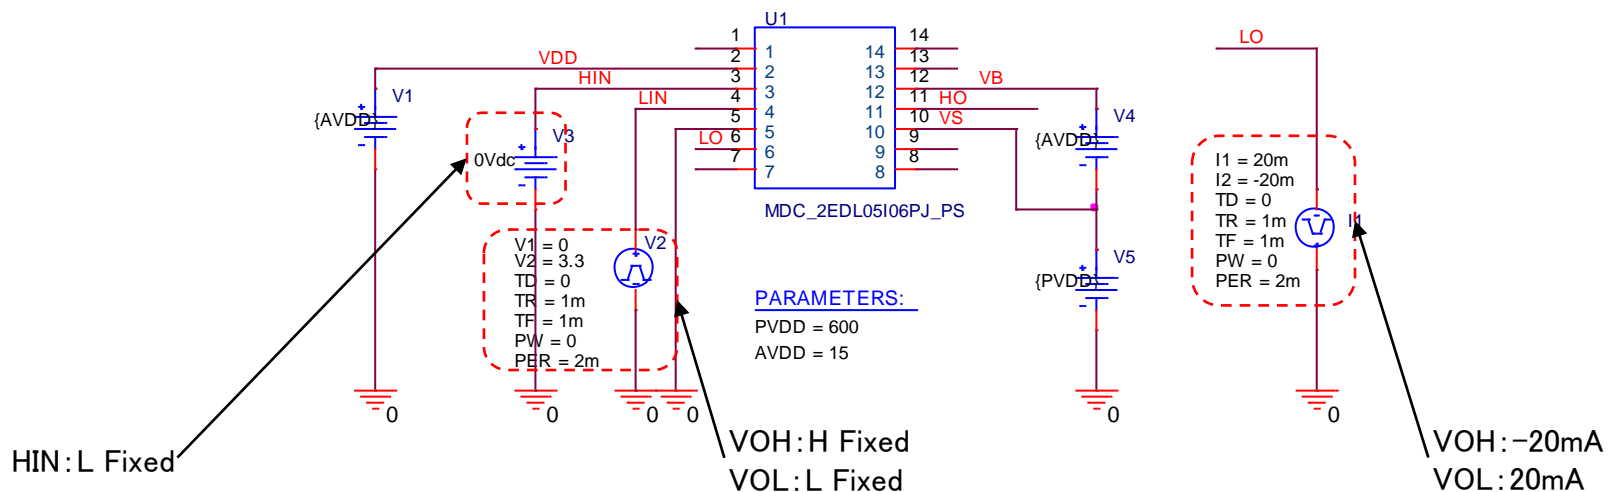 U1
1
2
3
4
5
6
7
1
2
3
4
5
6
7
14
13
12
11
10
9
8
14
13
12
11
10
9
8
VDD
HIN
LIN
LO
VB
HO
VS
LO
V1
{AVDD}
V3
0Vdc
V2
V1 = 0
V2 = 3.3
TD = 0
TR = 1m
TF = 1m
PW = 0
PER = 2m
MDC_2EDL05I06PJ_PS
PARAMETERS:
PVDD = 600
AVDD = 15
V4
{AVDD}
V5
{PVDD}
I1 = 20m
I2 = -20m
TD = 0
TR = 1m
TF = 1m
PW = 0
PER = 2m
I1
0
0
0
0
0
0
HIN:L Fixed
VOH:H Fixed
VOL:L Fixed
VOH:-20mA
VOL:20mA